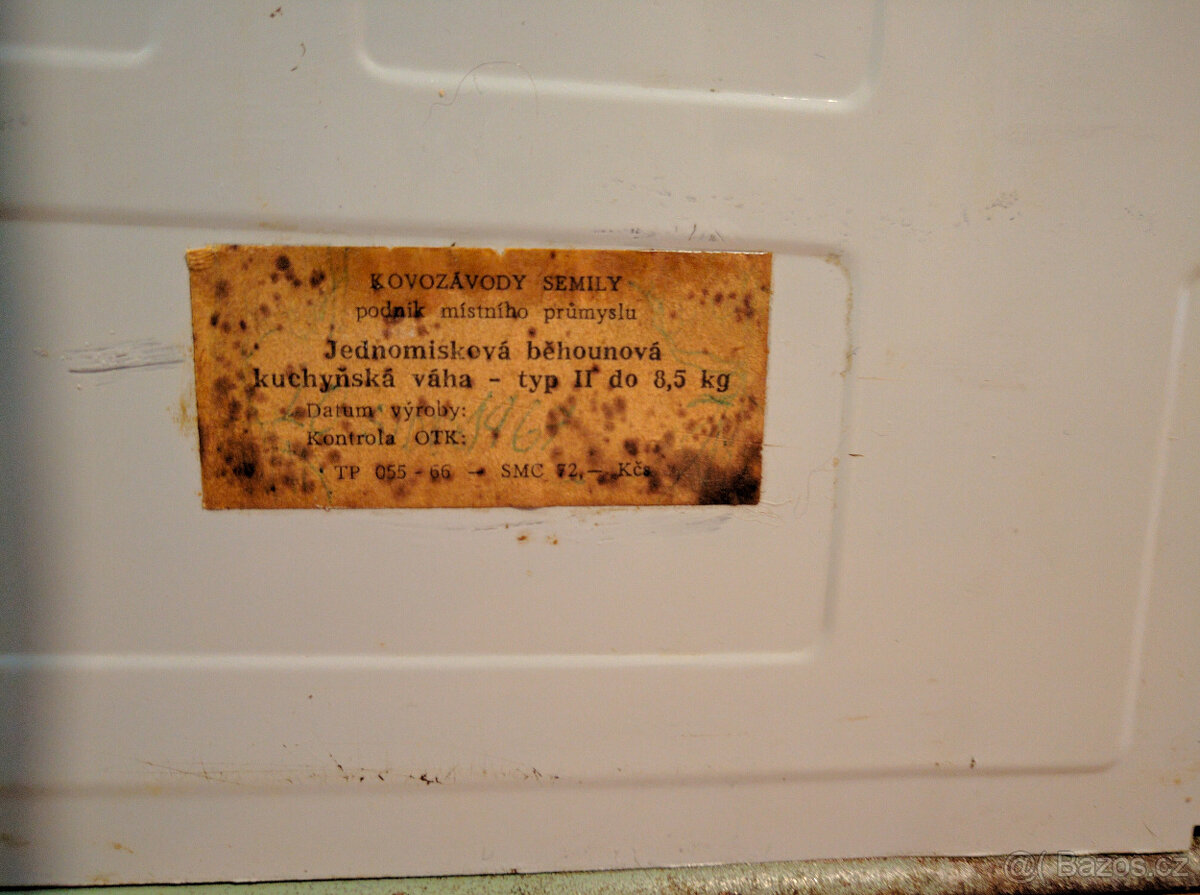 KOVOZÁVODY SEMILY
podnik místního průmyslu
Jednomisková běhounová
kuchyňská váha - typ II do 8,5 kg
Datum výroby:
Kontrola OTK:
TP 055 - 66 — SMC 72,— Kčs
Bazos.cz